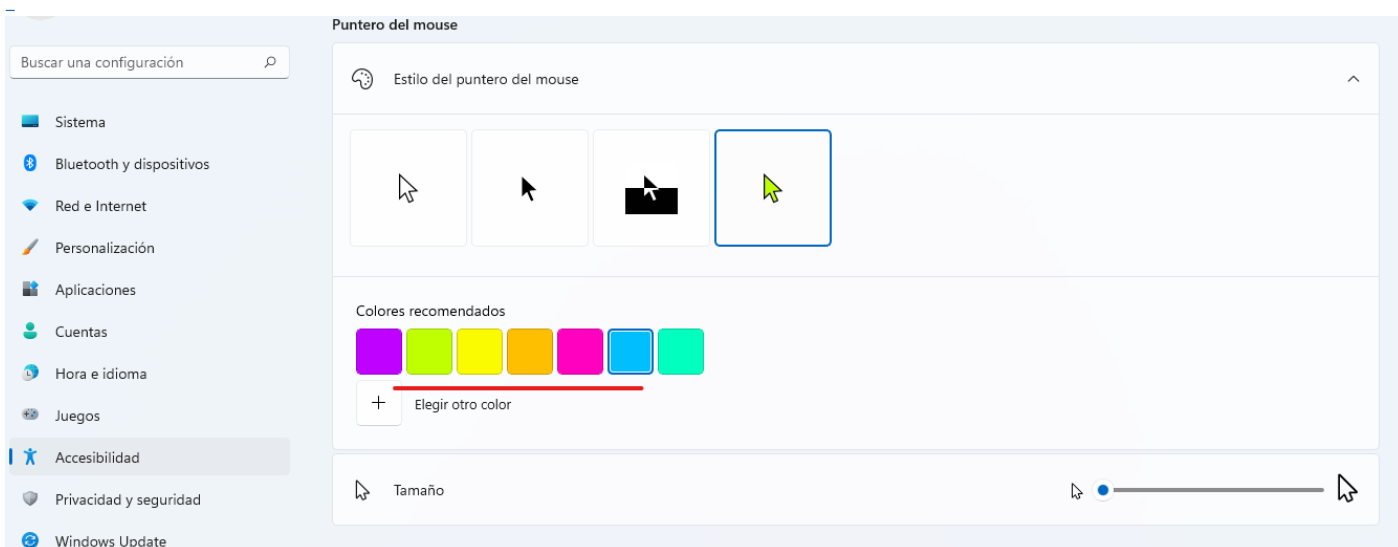 Puntero del mouse
Buscar una configuración
Estilo del puntero del mouse
Sistema
Bluetooth y dispositivos
Red e Internet
Personalización
Aplicaciones
Cuentas
Hora e idioma
Juegos
Accesibilidad
Privacidad y seguridad
Windows Update
Colores recomendados
Elegir otro color
Tamaño